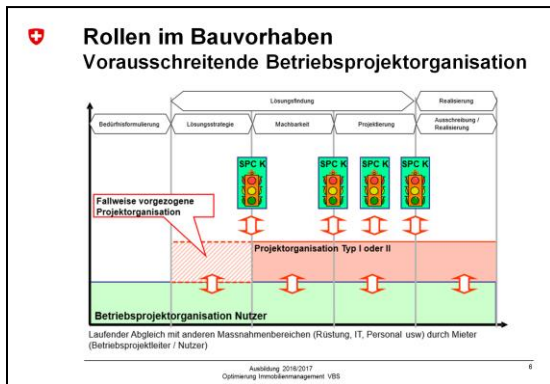 Rollen im Bauvorhaben
Vorausschreitende Betriebsprojektorganisation
Lösungsfindung
Realisierung
Bedürfnisformulierung
Lösungsstrategie
Machbarkeit
Projektierung
Ausschreibung /
Realisierung
SPC K
SPC K
SPC K
SPC K
Fallweise vorgezogene
Projektorganisation
Projektorganisation Typ I oder II
Betriebsprojektorganisation Nutzer
Laufender Abgleich mit anderen Massnahmenbereichen (Rüstung, IT, Personal usw) durch Mieter
(Betriebsprojektleiter / Nutzer)
Ausbildung 2016/2017
Optimierung Immobilienmanagement VBS
6